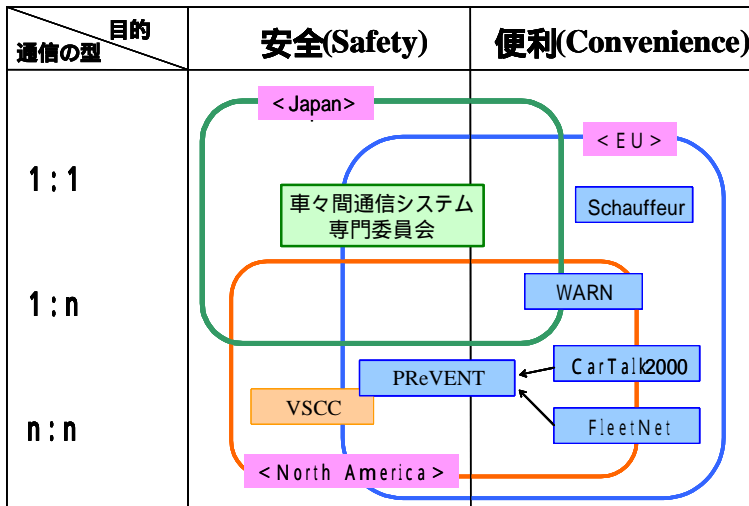 目的
通信の型
安全(Safety)
便利(Convenience)
<Japan>
<EU>
1:1
車々間通信システム
専門委員会
Schauffeur
1:n
WARN
PReVENT
CarTalk2000
VSCC
n:n
FleetNet
<North America>